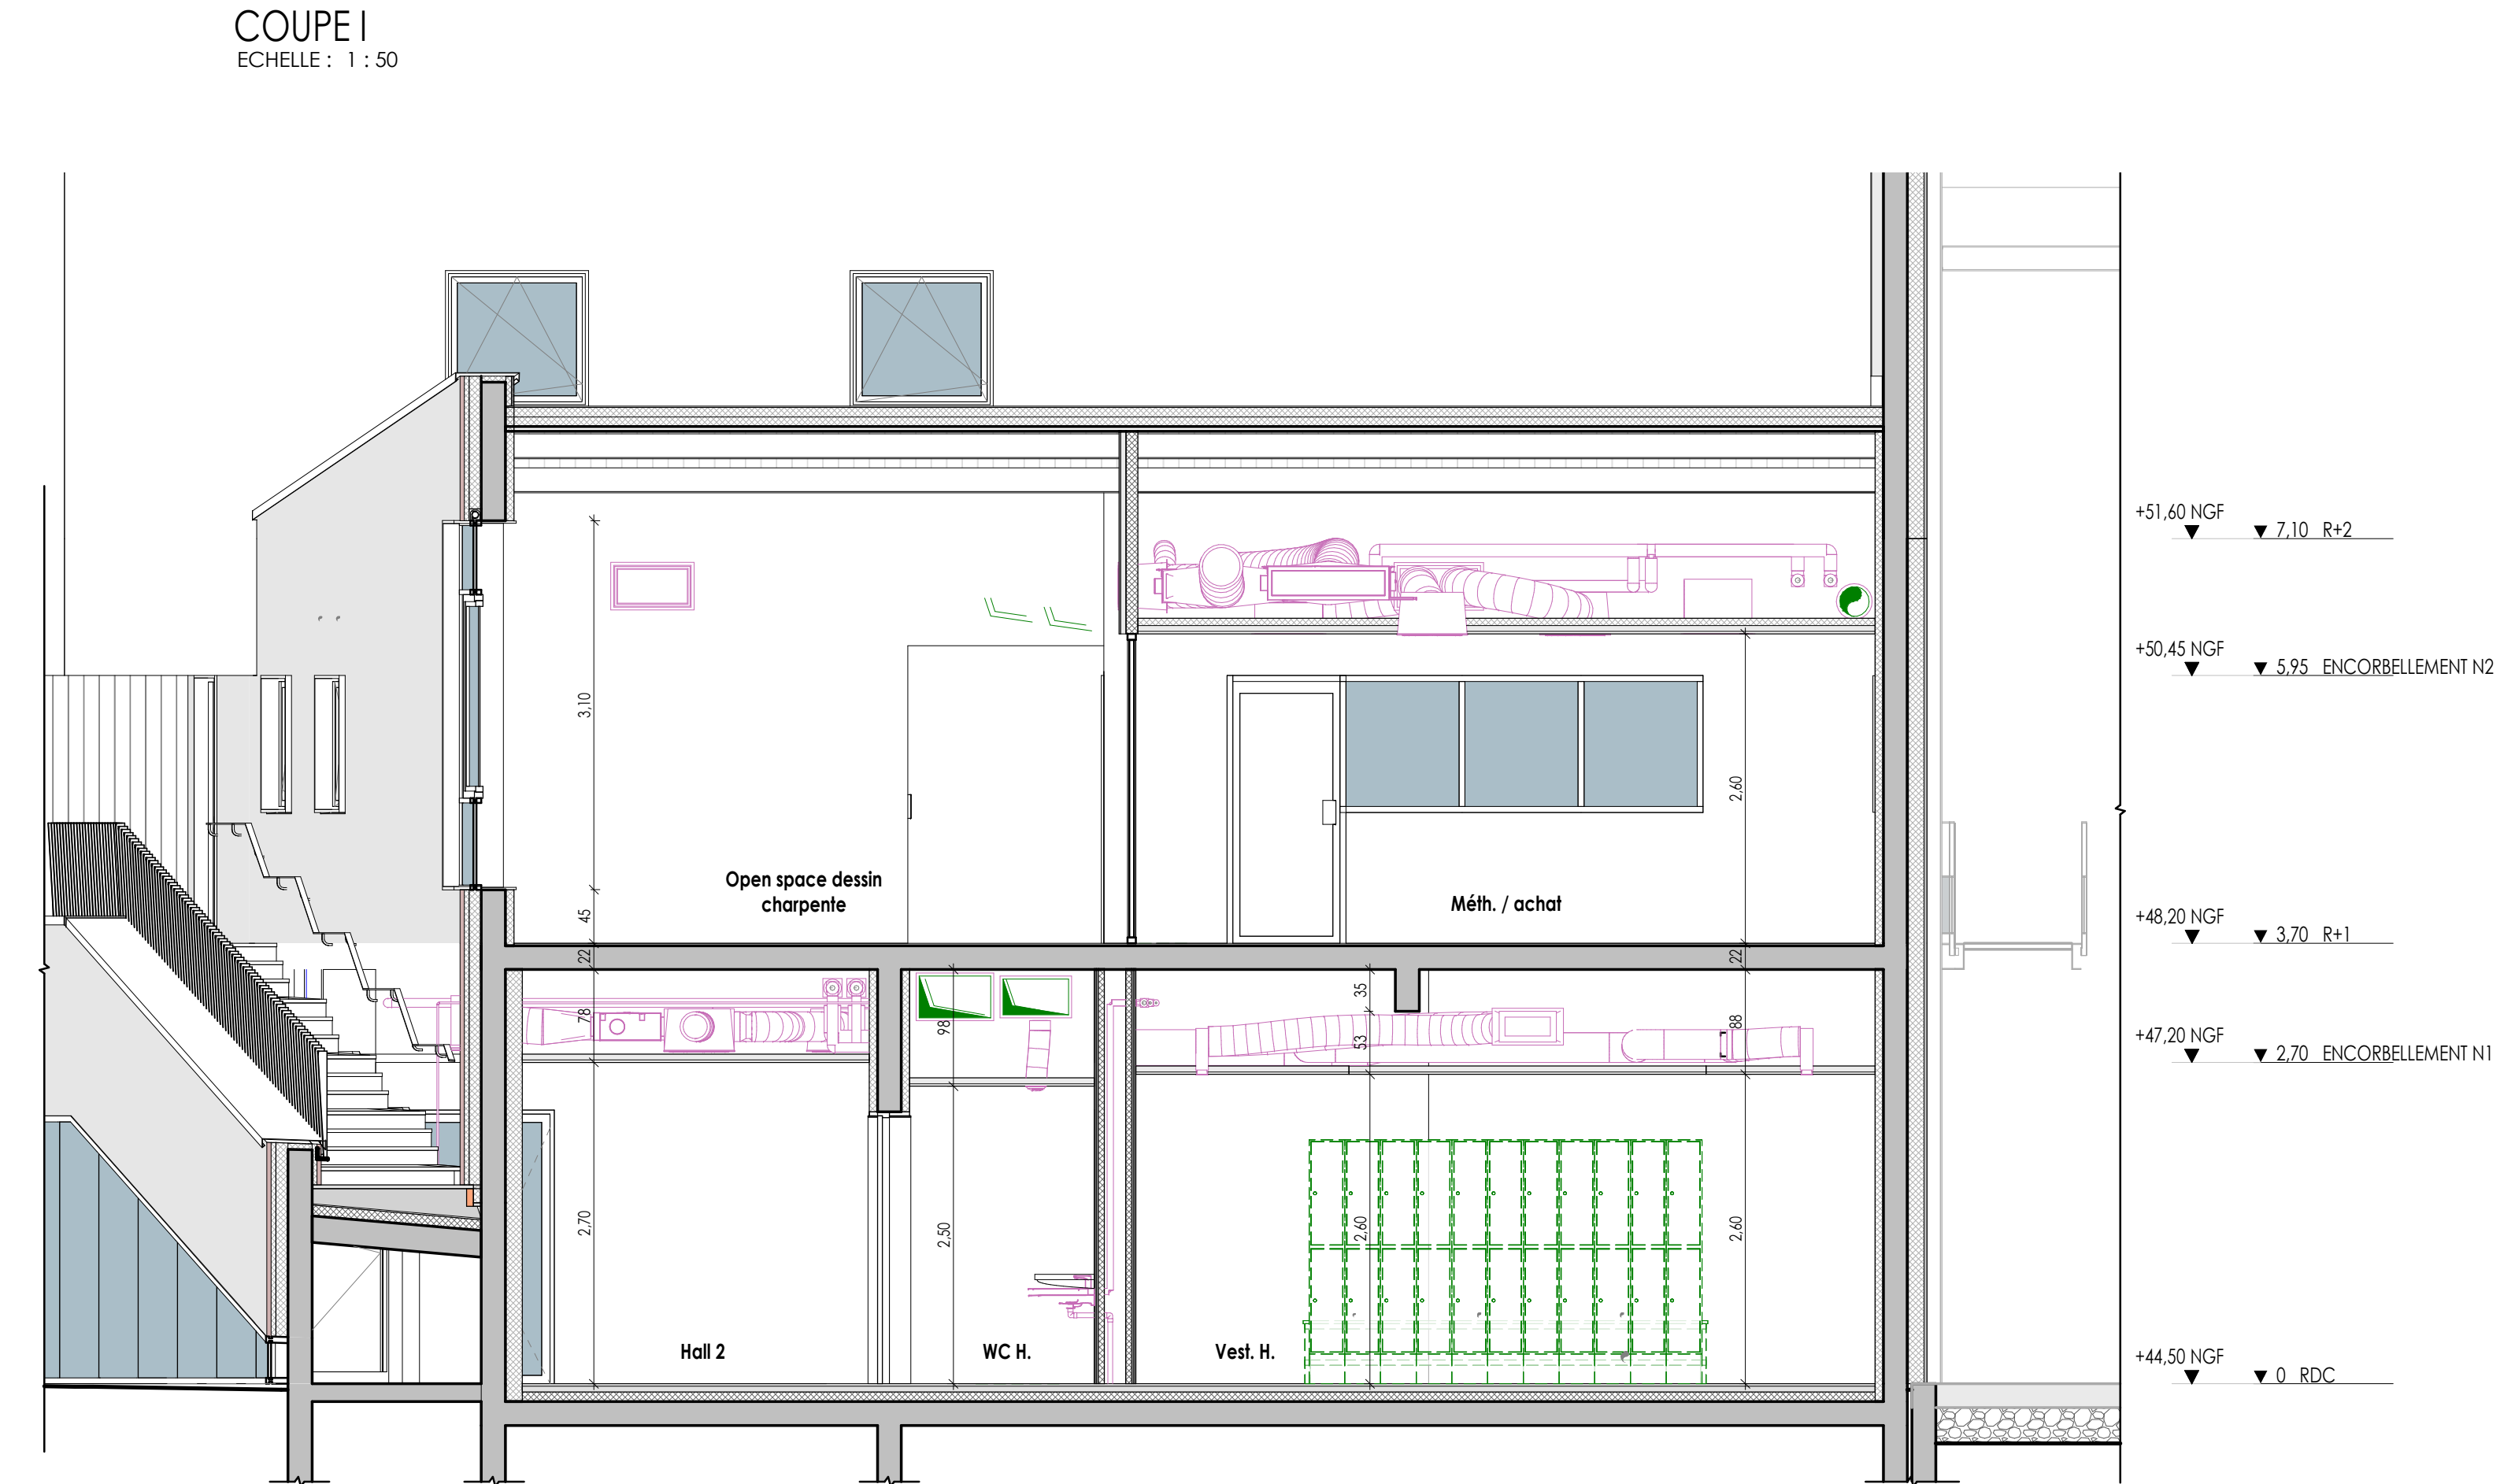 COUPE I
ECHELLE : 1 : 50
+51,60 NGF
7,10 R+2
+50,45 NGF
5,95 ENCORBELLEMENT N2
3,10
2,60
Open space dessin
charpente
Méth. / achat
45
+48,20 NGF
3,70 R+1
22
22
78
98
35
53
88
+47,20 NGF
2,70 ENCORBELLEMENT N1
2,70
2,50
2,60
2,60
Hall 2
WC H.
Vest. H.
+44,50 NGF
0 RDC